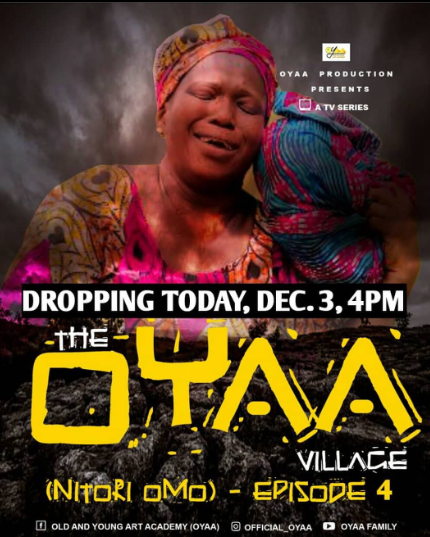 OYAA PRODUCTION
PRESENTS
A TV SERIES
DROPPING TODAY, DEC. 3, 4PM
THE
OYAA
VILLAGE
(NITORI OMO) - EPISODE 4
OLD AND YOUNG ART ACADEMY (OYAA) OFFICIAL_OYAA OYAA FAMILY